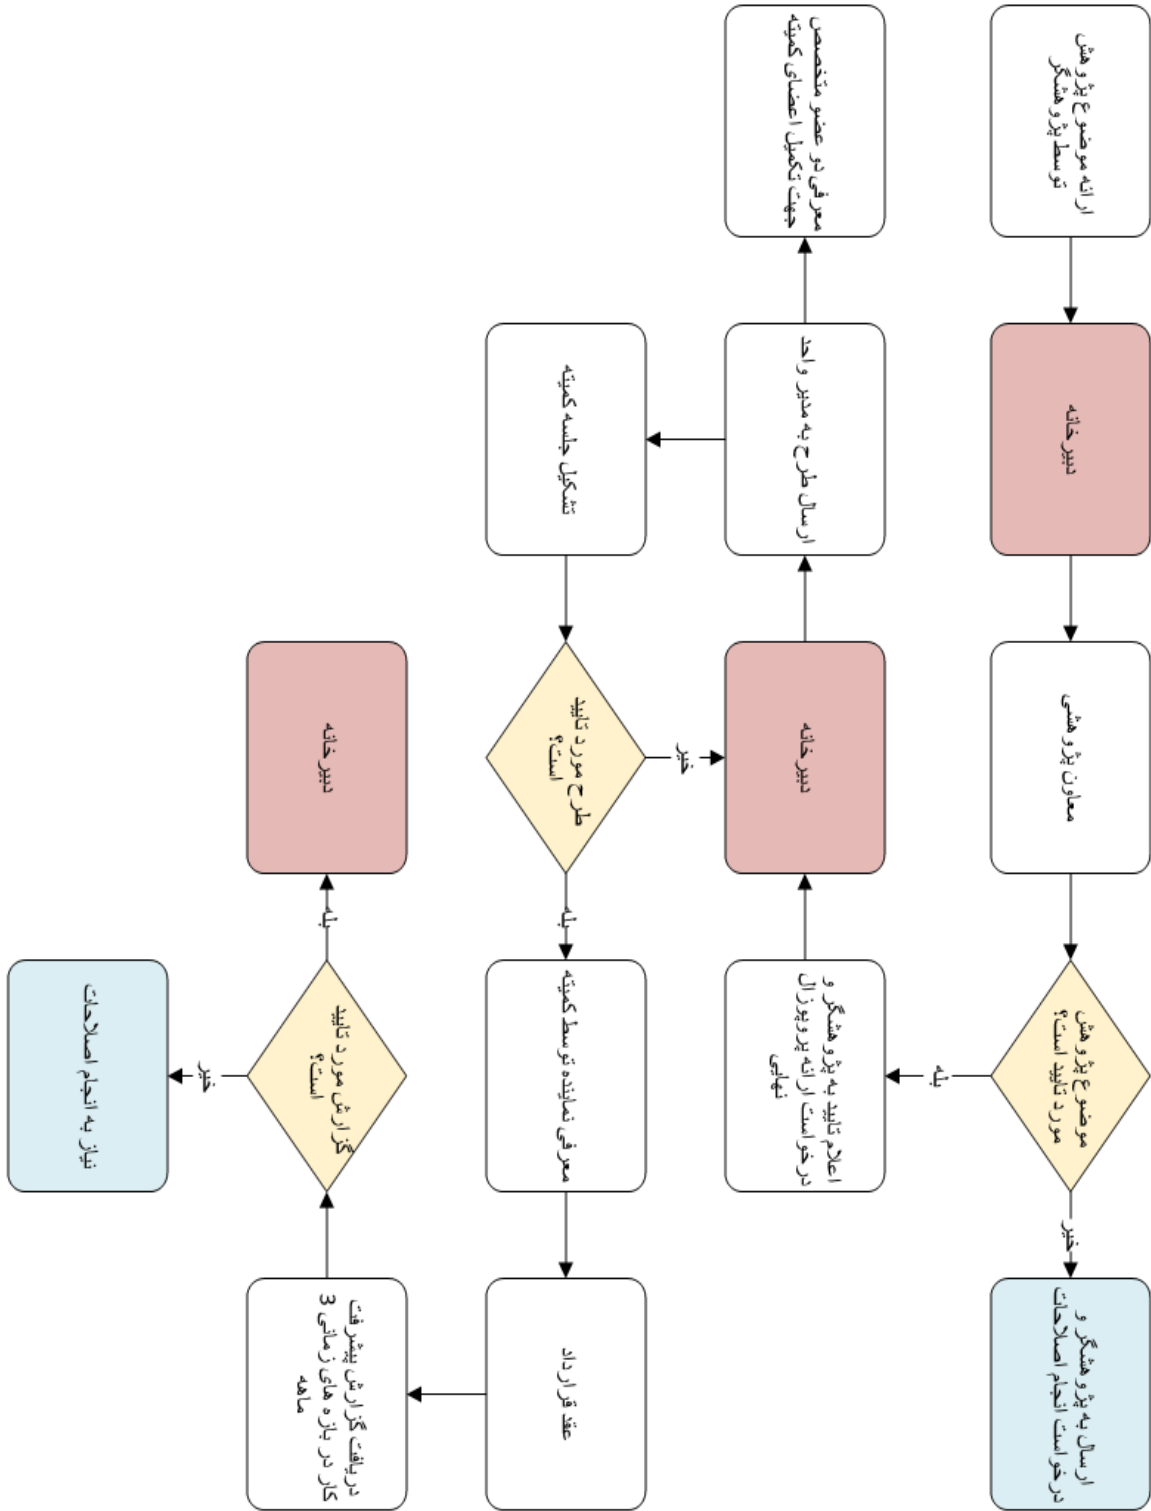 ارائه موضوع پژوهش
توسط پژوهشگر
دبیرخانه
معاون پژوهشی
موضوع پژوهش
مورد تایید است؟
خیر
ارسال به پژوهشگر و
درخواست انجام اصلاحات
بله
اعلام تایید به پژوهشگر و
درخواست ارائه پروپوزال
نهایی
دبیرخانه
ارسال طرح به مدیر واحد
معرفی دو عضو متخصص
جهت تکمیل اعضای کمیته
تشکیل جلسه کمیته
طرح مورد تایید
است؟
خیر
بله
معرفی نماینده توسط کمیته
عقد قرارداد
دریافت گزارش پیشرفت
کار در بازه های زمانی 3
ماهه
گزارش مورد تایید
است؟
بله
دبیرخانه
خیر
نیاز به انجام اصلاحات